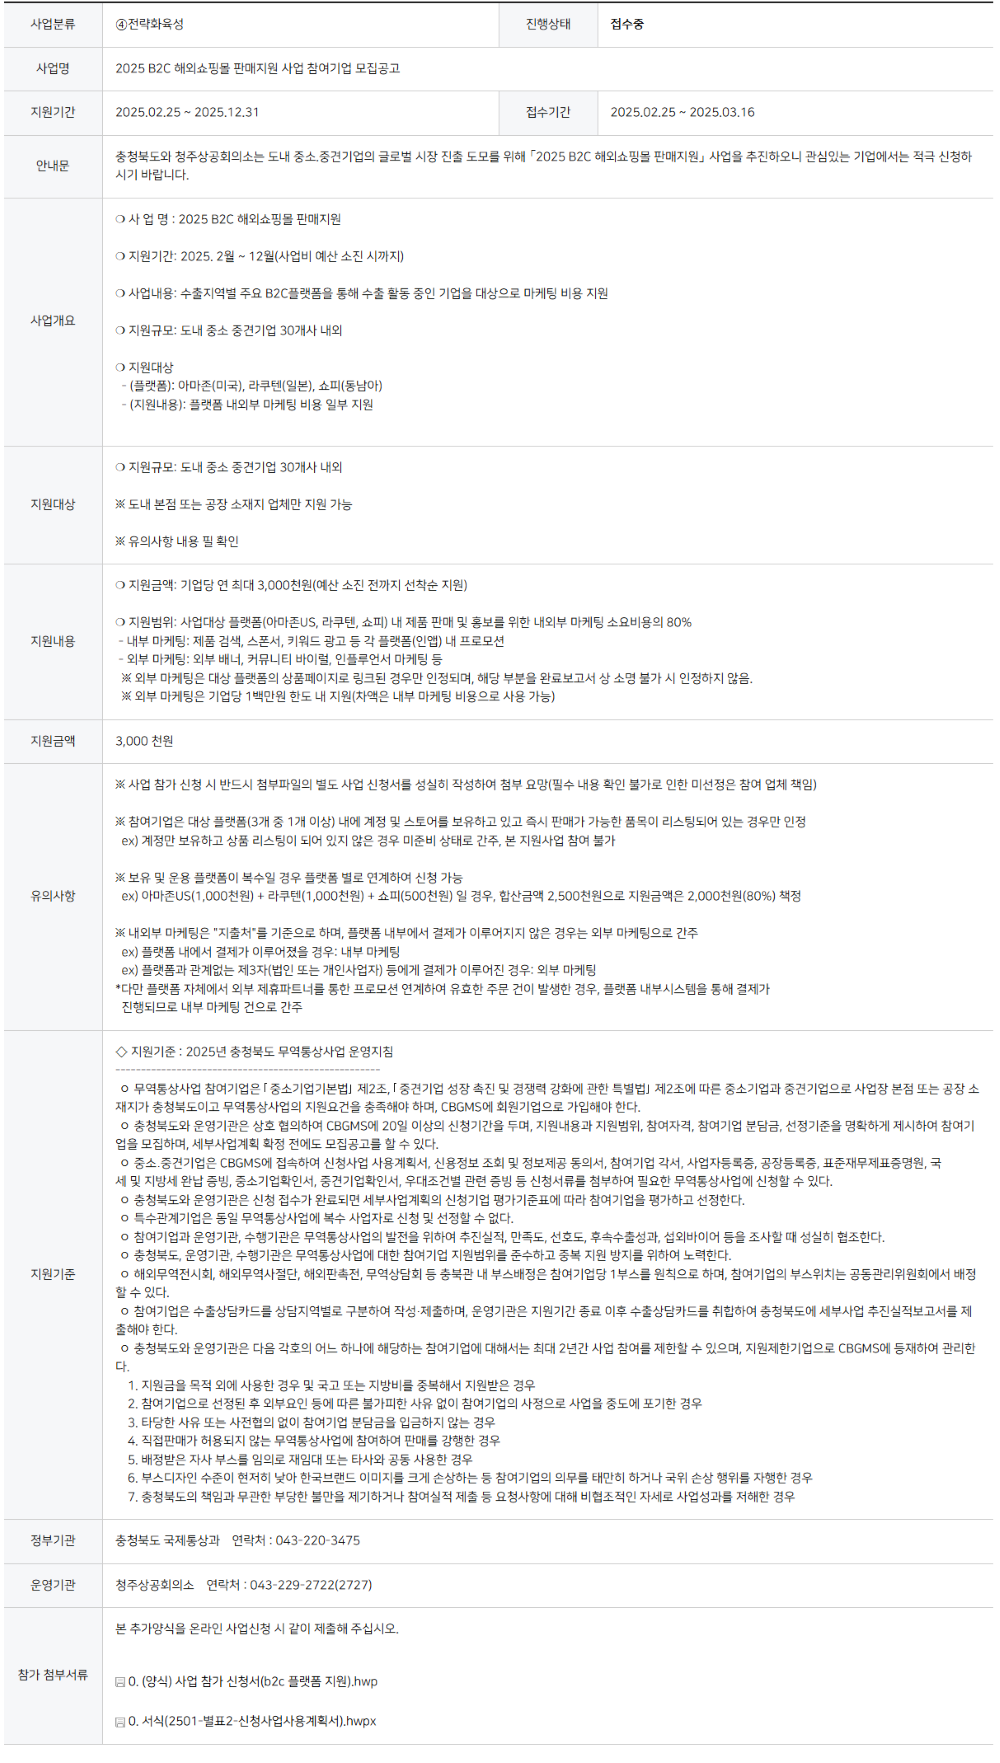 사업분류 ④전략화육성 진행상태 접수중
사업명 2025 B2C 해외쇼핑몰 판매지원 사업 참여기업 모집공고
지원기간 2025.02.25 ~ 2025.12.31 접수기간 2025.02.25 ~ 2025.03.16
안내문
충청북도와 청주상공회의소는 도내 중소.중견기업의 글로벌 시장 진출 도모를 위해 「2025 B2C 해외쇼핑몰 판매지원」 사업을 추진하오니 관심있는 기업에서는 적극 신청하
시기 바랍니다.
사업개요
❍ 사 업 명 : 2025 B2C 해외쇼핑몰 판매지원
❍ 지원기간: 2025. 2월 ~ 12월(사업비 예산 소진 시까지)
❍ 사업내용: 수출지역별 주요 B2C플랫폼을 통해 수출 활동 중인 기업을 대상으로 마케팅 비용 지원
❍ 지원규모: 도내 중소 중견기업 30개사 내외
❍ 지원대상
- (플랫폼): 아마존(미국), 라쿠텐(일본), 쇼피(동남아)
- (지원내용): 플랫폼 내외부 마케팅 비용 일부 지원
지원대상
❍ 지원규모: 도내 중소 중견기업 30개사 내외
※ 도내 본점 또는 공장 소재지 업체만 지원 가능
※ 유의사항 내용 필 확인
지원내용
❍ 지원금액: 기업당 연 최대 3,000천원(예산 소진 전까지 선착순 지원)
❍ 지원범위: 사업대상 플랫폼(아마존US, 라쿠텐, 쇼피) 내 제품 판매 및 홍보를 위한 내외부 마케팅 소요비용의 80%
- 내부 마케팅: 제품 검색, 스폰서, 키워드 광고 등 각 플랫폼(인앱) 내 프로모션
- 외부 마케팅: 외부 배너, 커뮤니티 바이럴, 인플루언서 마케팅 등
※ 외부 마케팅은 대상 플랫폼의 상품페이지로 링크된 경우만 인정되며, 해당 부분을 완료보고서 상 소명 불가 시 인정하지 않음.
※ 외부 마케팅은 기업당 1백만원 한도 내 지원(차액은 내부 마케팅 비용으로 사용 가능)
지원금액 3,000 천원
유의사항
※ 사업 참가 신청 시 반드시 첨부파일의 별도 사업 신청서를 성실히 작성하여 첨부 요망(필수 내용 확인 불가로 인한 미선정은 참여 업체 책임)
※ 참여기업은 대상 플랫폼(3개 중 1개 이상) 내에 계정 및 스토어를 보유하고 있고 즉시 판매가 가능한 품목이 리스팅되어 있는 경우만 인정
ex) 계정만 보유하고 상품 리스팅이 되어 있지 않은 경우 미준비 상태로 간주, 본 지원사업 참여 불가
※ 보유 및 운용 플랫폼이 복수일 경우 플랫폼 별로 연계하여 신청 가능
ex) 아마존US(1,000천원) + 라쿠텐(1,000천원) + 쇼피(500천원) 일 경우, 합산금액 2,500천원으로 지원금액은 2,000천원(80%) 책정
※ 내외부 마케팅은 "지출처"를 기준으로 하며, 플랫폼 내부에서 결제가 이루어지지 않은 경우는 외부 마케팅으로 간주
ex) 플랫폼 내에서 결제가 이루어졌을 경우: 내부 마케팅
ex) 플랫폼과 관계없는 제3자(법인 또는 개인사업자) 등에게 결제가 이루어진 경우: 외부 마케팅
*다만 플랫폼 자체에서 외부 제휴파트너를 통한 프로모션 연계하여 유효한 주문 건이 발생한 경우, 플랫폼 내부시스템을 통해 결제가
진행되므로 내부 마케팅 건으로 간주
지원기준
◇ 지원기준 : 2025년 충청북도 무역통상사업 운영지침
-----------------------------------------------------
ㅇ 무역통상사업 참여기업은 「중소기업기본법」 제2조, 「중견기업 성장 촉진 및 경쟁력 강화에 관한 특별법」 제2조에 따른 중소기업과 중견기업으로 사업장 본점 또는 공장 소
재지가 충청북도이고 무역통상사업의 지원요건을 충족해야 하며, CBGMS에 회원기업으로 가입해야 한다.
ㅇ 충청북도와 운영기관은 상호 협의하여 CBGMS에 20일 이상의 신청기간을 두며, 지원내용과 지원범위, 참여자격, 참여기업 분담금, 선정기준을 명확하게 제시하여 참여기
업을 모집하며, 세부사업계획 확정 전에도 모집공고를 할 수 있다.
ㅇ 중소.중견기업은 CBGMS에 접속하여 신청사업 사용계획서, 신용정보 조회 및 정보제공 동의서, 참여기업 각서, 사업자등록증, 공장등록증, 표준재무제표증명원, 국
세 및 지방세 완납 증빙, 중소기업확인서, 중견기업확인서, 우대조건별 관련 증빙 등 신청서류를 첨부하여 필요한 무역통상사업에 신청할 수 있다.
ㅇ 충청북도와 운영기관은 신청 접수가 완료되면 세부사업계획의 신청기업 평가기준표에 따라 참여기업을 평가하고 선정한다.
ㅇ 특수관계기업은 동일 무역통상사업에 복수 사업자로 신청 및 선정할 수 없다.
ㅇ 참여기업과 운영기관, 수행기관은 무역통상사업의 발전을 위하여 추진실적, 만족도, 선호도, 후속수출성과, 섭외바이어 등을 조사할 때 성실히 협조한다.
ㅇ 충청북도, 운영기관, 수행기관은 무역통상사업에 대한 참여기업 지원범위를 준수하고 중복 지원 방지를 위하여 노력한다.
ㅇ 해외무역전시회, 해외무역사절단, 해외판촉전, 무역상담회 등 충북관 내 부스배정은 참여기업당 1부스를 원칙으로 하며, 참여기업의 부스위치는 공동관리위원회에서 배정
할 수 있다.
ㅇ 참여기업은 수출상담카드를 상담지역별로 구분하여 작성·제출하며, 운영기관은 지원기간 종료 이후 수출상담카드를 취합하여 충청북도에 세부사업 추진실적보고서를 제
출해야 한다.
ㅇ 충청북도와 운영기관은 다음 각호의 어느 하나에 해당하는 참여기업에 대해서는 최대 2년간 사업 참여를 제한할 수 있으며, 지원제한기업으로 CBGMS에 등재하여 관리한
다.
1. 지원금을 목적 외에 사용한 경우 및 국고 또는 지방비를 중복해서 지원받은 경우
2. 참여기업으로 선정된 후 외부요인 등에 따른 불가피한 사유 없이 참여기업의 사정으로 사업을 중도에 포기한 경우
3. 타당한 사유 또는 사전협의 없이 참여기업 분담금을 입금하지 않는 경우
4. 직접판매가 허용되지 않는 무역통상사업에 참여하여 판매를 강행한 경우
5. 배정받은 자사 부스를 임의로 재임대 또는 타사와 공동 사용한 경우
6. 부스디자인 수준이 현저히 낮아 한국브랜드 이미지를 크게 손상하는 등 참여기업의 의무를 태만히 하거나 국위 손상 행위를 자행한 경우
7. 충청북도의 책임과 무관한 부당한 불만을 제기하거나 참여실적 제출 등 요청사항에 대해 비협조적인 자세로 사업성과를 저해한 경우
정부기관 충청북도 국제통상과 연락처 : 043-220-3475
운영기관 청주상공회의소 연락처 : 043-229-2722(2727)
참가 첨부서류
본 추가양식을 온라인 사업신청 시 같이 제출해 주십시오.
0. (양식) 사업 참가 신청서(b2c 플랫폼 지원).hwp
0. 서식(2501-별표2-신청사업사용계획서).hwpx